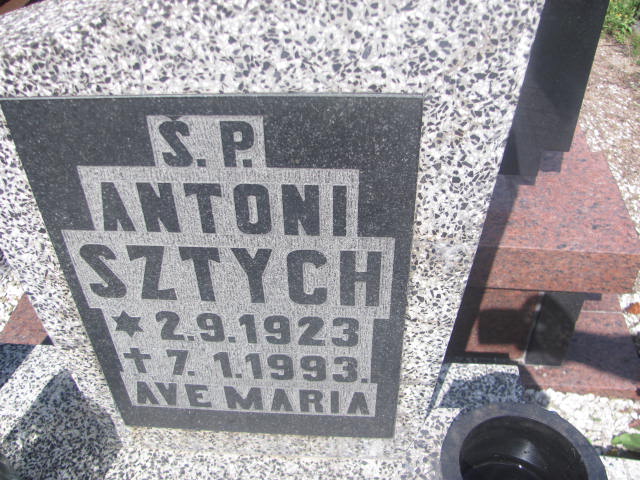 Ś. P.
ANTONI
SZTYCH
✶ 2.9.1923
✝ 7. 1.1993.
AVE MARIA